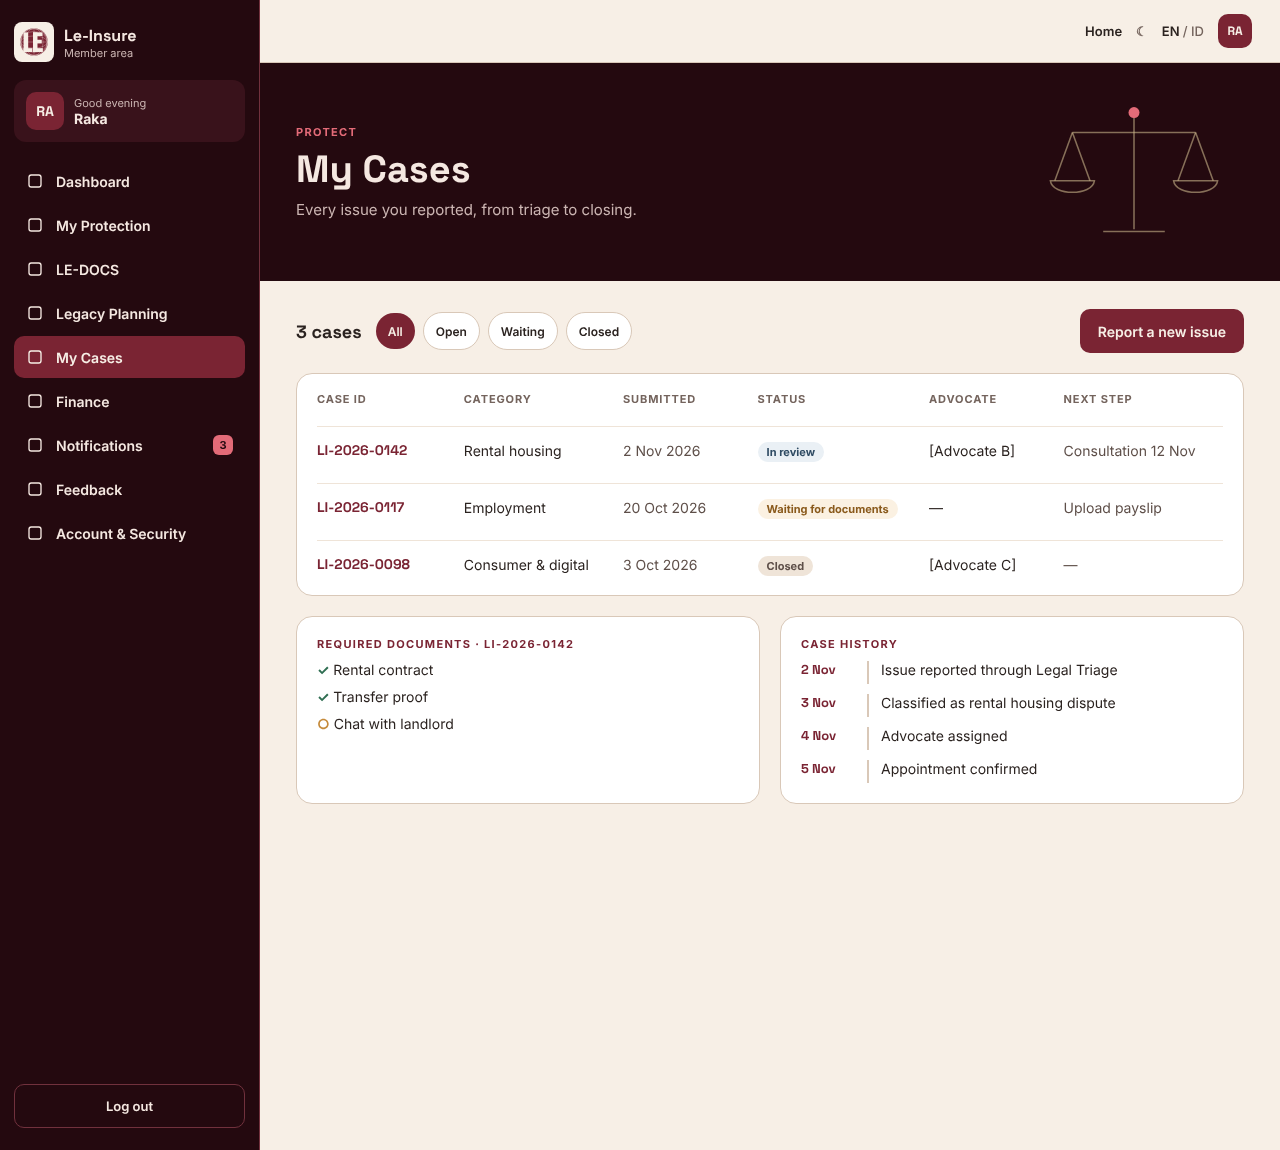 LE
Le-Insure
Member area
RA
Good evening
Raka
Dashboard
My Protection
LE-DOCS
Legacy Planning
My Cases
Finance
Notifications 3
Feedback
Account & Security
Log out
Home ☾ EN / ID RA
PROTECT
My Cases
Every issue you reported, from triage to closing.
3 cases All Open Waiting Closed Report a new issue
CASE ID CATEGORY SUBMITTED STATUS ADVOCATE NEXT STEP
LI-2026-0142 Rental housing 2 Nov 2026 In review [Advocate B] Consultation 12 Nov
LI-2026-0117 Employment 20 Oct 2026 Waiting for documents — Upload payslip
LI-2026-0098 Consumer & digital 3 Oct 2026 Closed [Advocate C] —
REQUIRED DOCUMENTS · LI-2026-0142
✓ Rental contract
✓ Transfer proof
○ Chat with landlord
CASE HISTORY
2 Nov Issue reported through Legal Triage
3 Nov Classified as rental housing dispute
4 Nov Advocate assigned
5 Nov Appointment confirmed